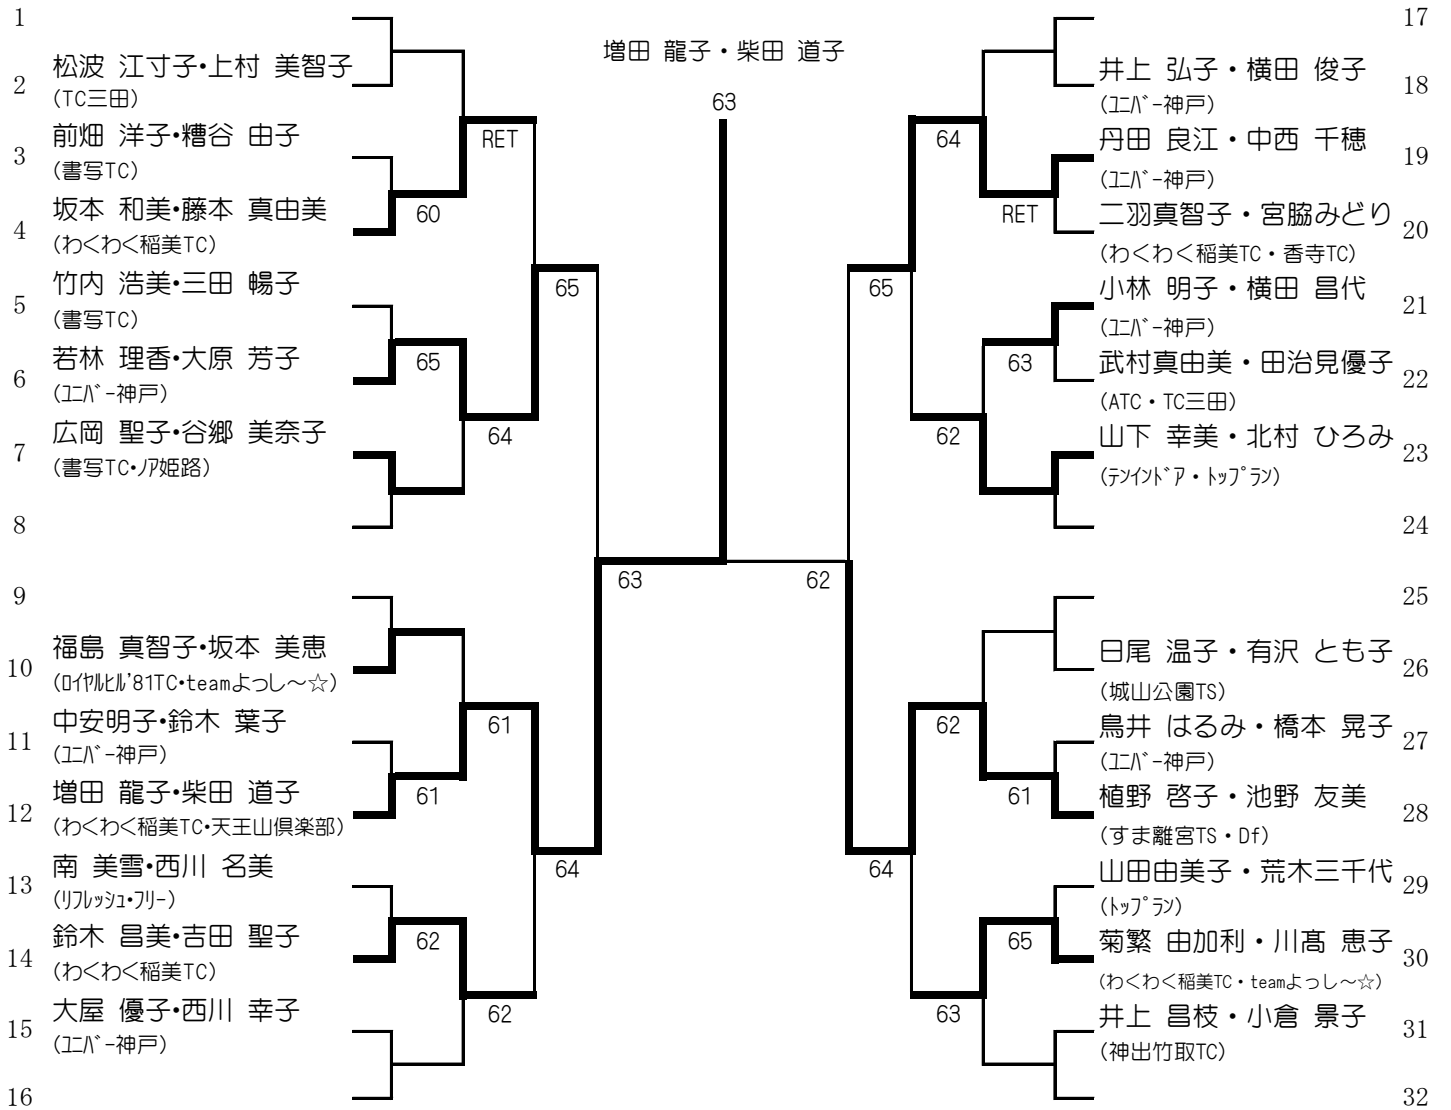 増田 龍子・柴田 道子
63
1
2 松波 江寸子・上村 美智子
(TC三田)
3 前畑 洋子・糟谷 由子
(書写TC)
4 坂本 和美・藤本 真由美
(わくわく稲美TC)
5 竹内 浩美・三田 暢子
(書写TC)
6 若林 理香・大原 芳子
(ﾕﾆﾊﾞｰ神戸)
7 広岡 聖子・谷郷 美奈子
(書写TC・ﾉｱ姫路)
8
9
10 福島 真智子・坂本 美恵
(ﾛｲﾔﾙﾋﾙ'81TC・teamよっし～☆)
11 中安明子・鈴木 葉子
(ﾕﾆﾊﾞｰ神戸)
12 増田 龍子・柴田 道子
(わくわく稲美TC・天王山倶楽部)
13 南 美雪・西川 名美
(ﾘﾌﾚｯｼｭ・ﾌﾘｰ)
14 鈴木 昌美・吉田 聖子
(わくわく稲美TC)
15 大屋 優子・西川 幸子
(ﾕﾆﾊﾞｰ神戸)
16
RET
60
65
65
64
63
61
61
64
62
62
17
井上 弘子・横田 俊子 18
(ﾕﾆﾊﾞｰ神戸)
丹田 良江・中西 千穂 19
(ﾕﾆﾊﾞｰ神戸)
二羽真智子・宮脇みどり 20
(わくわく稲美TC・香寺TC)
小林 明子・横田 昌代 21
(ﾕﾆﾊﾞｰ神戸)
武村真由美・田治見優子 22
(ATC・TC三田)
山下 幸美・北村 ひろみ 23
(ﾃﾝｲﾝﾄﾞｱ・ﾄｯﾌﾟﾗﾝ)
24
25
日尾 温子・有沢 とも子 26
(城山公園TS)
鳥井 はるみ・橋本 晃子 27
(ﾕﾆﾊﾞｰ神戸)
植野 啓子・池野 友美 28
(すま離宮TS・Df)
山田由美子・荒木三千代 29
(ﾄｯﾌﾟﾗﾝ)
菊繁 由加利・川髙 恵子 30
(わくわく稲美TC・teamよっし～☆)
井上 昌枝・小倉 景子 31
(神出竹取TC)
32
64
RET
65
63
62
62
62
61
64
65
63